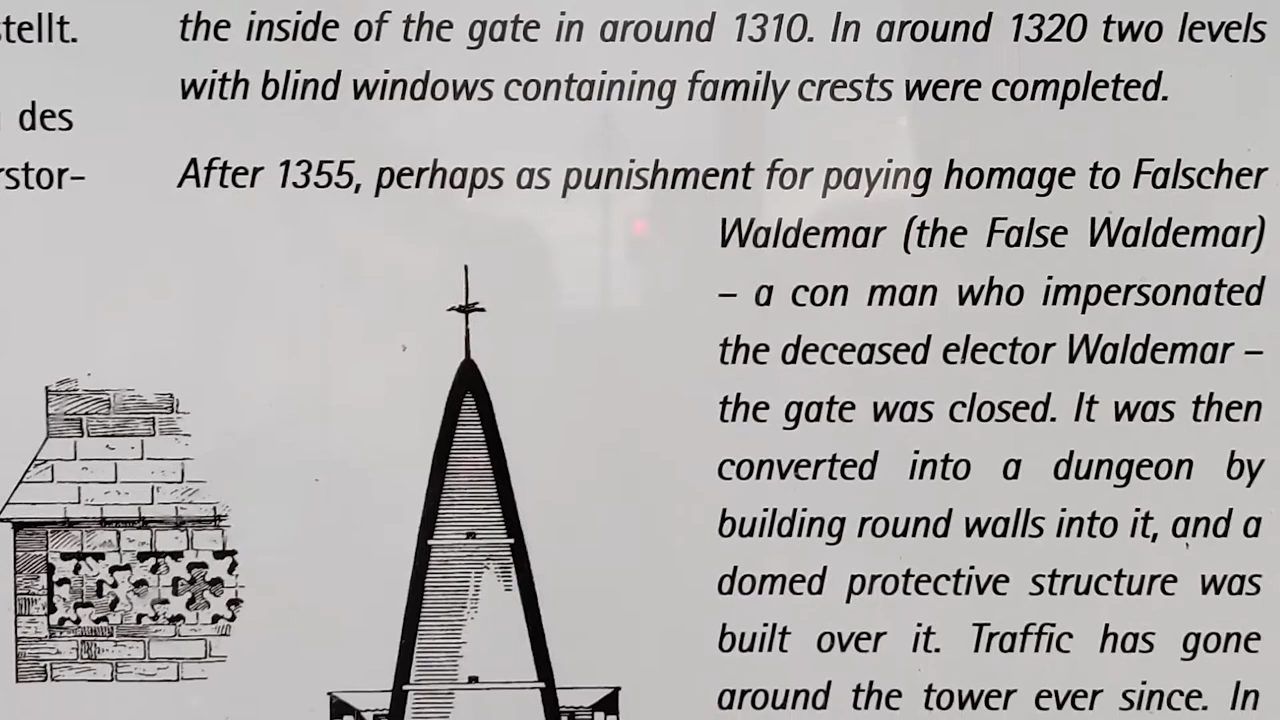 tellt.
des
rstor-
the inside of the gate in around 1310. In around 1320 two levels
with blind windows containing family crests were completed.
After 1355, perhaps as punishment for paying homage to Falscher
Waldemar (the False Waldemar)
– a con man who impersonated
the deceased elector Waldemar –
the gate was closed. It was then
converted into a dungeon by
building round walls into it, and a
domed protective structure was
built over it. Traffic has gone
around the tower ever since. In